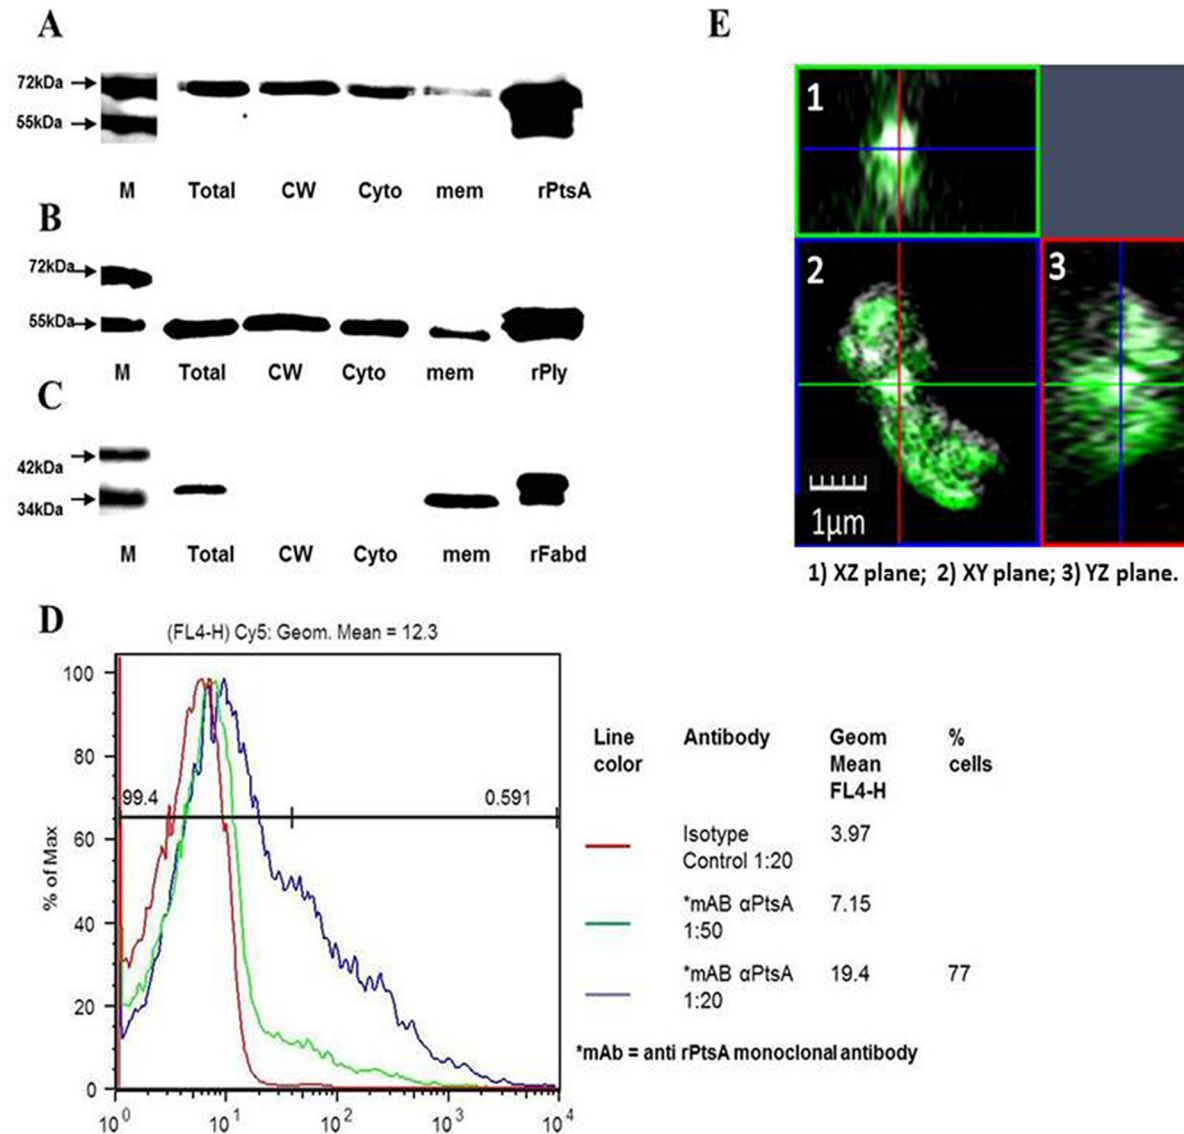 A
72kDa
55kDa
M Total CW Cyto mem rPtsA
B
72kDa
55kDa
M Total CW Cyto mem rPly
C
42kDa
34kDa
M Total CW Cyto mem rFabd
D
(FL4-H) Cy5: Geom. Mean = 12.3
100
80
60
40
20
0
% of Max
99.4
0.591
10^0 10^1 10^2 10^3 10^4
Line color
Antibody
Geom Mean FL4-H
% cells
Isotype Control 1:20
3.97
*mAB αPtsA 1:50
7.15
*mAB αPtsA 1:20
19.4
77
*mAb = anti rPtsA monoclonal antibody
E
1
2
3
1µm
1) XZ plane; 2) XY plane; 3) YZ plane.